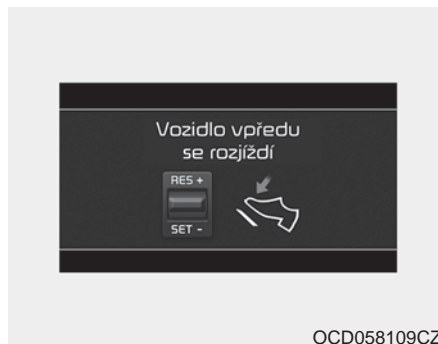 Vozidlo vpředu
se rozjíždí
RES +
SET -
OCD058109CZ